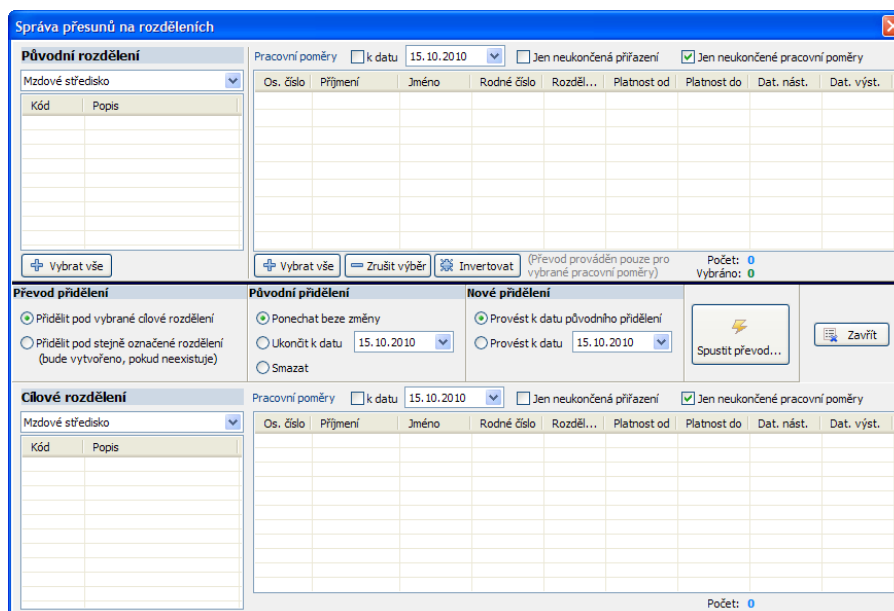 Správa přesunů na rozděleních
Původní rozdělení
Pracovní poměry k datu 15.10.2010 Jen neukončená přiřazení Jen neukončené pracovní poměry
Mzdové středisko
Os. číslo Příjmení Jméno Rodné číslo Rozděl... Platnost od Platnost do Dat. nást. Dat. výst.
Kód Popis
Vybrat vše
Vybrat vše Zrušit výběr Invertovat
(Převod prováděn pouze pro
vybrané pracovní poměry)
Počet: 0
Vybráno: 0
Převod přidělení
Přidělit pod vybrané cílové rozdělení
Přidělit pod stejně označené rozdělení
(bude vytvořeno, pokud neexistuje)
Původní přidělení
Ponechat beze změny
Ukončit k datu 15.10.2010
Smazat
Nové přidělení
Provést k datu původního přidělení
Provést k datu 15.10.2010
Spustit převod...
Zavřít
Cílové rozdělení
Pracovní poměry k datu 15.10.2010 Jen neukončená přiřazení Jen neukončené pracovní poměry
Mzdové středisko
Os. číslo Příjmení Jméno Rodné číslo Rozděl... Platnost od Platnost do Dat. nást. Dat. výst.
Kód Popis
Počet: 0